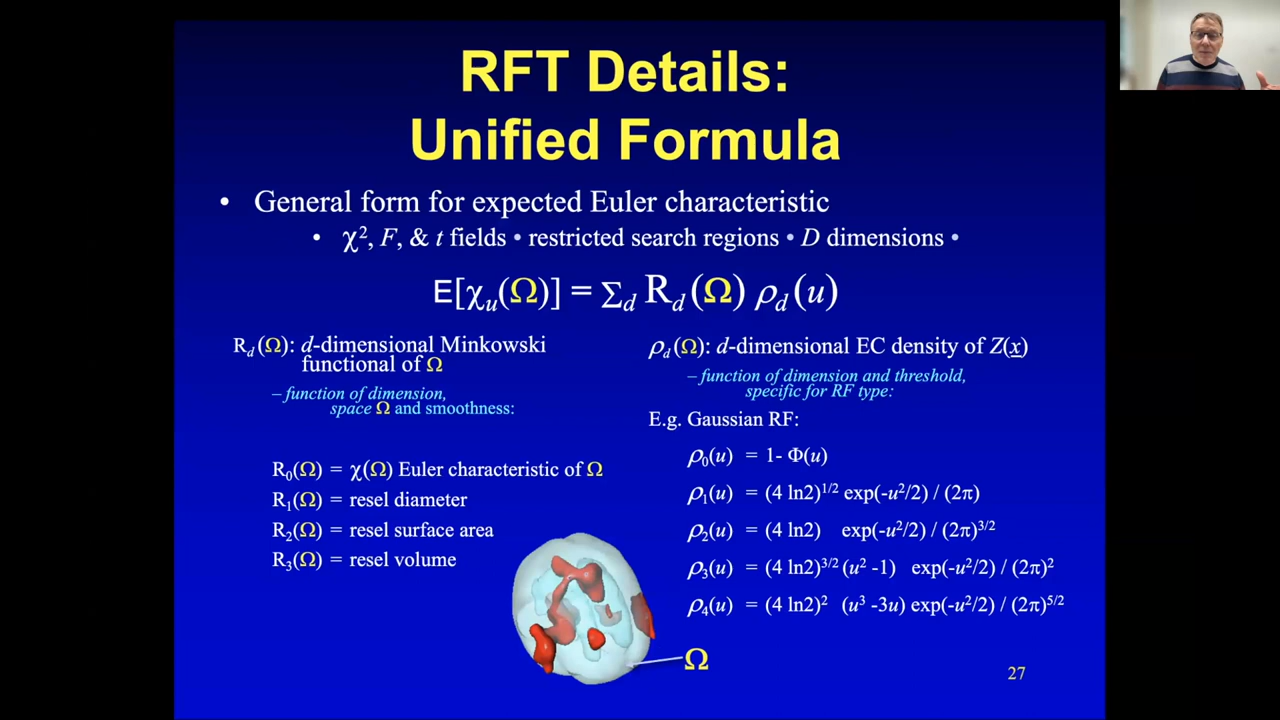 RFT Details:
Unified Formula
• General form for expected Euler characteristic
• χ², F, & t fields • restricted search regions • D dimensions •
E[χᵤ(Ω)] = Σ_d R_d (Ω) ρ_d (u)
R_d (Ω): d-dimensional Minkowski
functional of Ω
– function of dimension,
space Ω and smoothness:
R₀(Ω) = χ(Ω) Euler characteristic of Ω
R₁(Ω) = resel diameter
R₂(Ω) = resel surface area
R₃(Ω) = resel volume
ρ_d (Ω): d-dimensional EC density of Z(x)
– function of dimension and threshold,
specific for RF type:
E.g. Gaussian RF:
ρ₀(u) = 1- Φ(u)
ρ₁(u) = (4 ln2)^1/2 exp(-u²/2) / (2π)
ρ₂(u) = (4 ln2) exp(-u²/2) / (2π)^3/2
ρ₃(u) = (4 ln2)^3/2 (u² -1) exp(-u²/2) / (2π)²
ρ₄(u) = (4 ln2)² (u³ -3u) exp(-u²/2) / (2π)^5/2
Ω
27